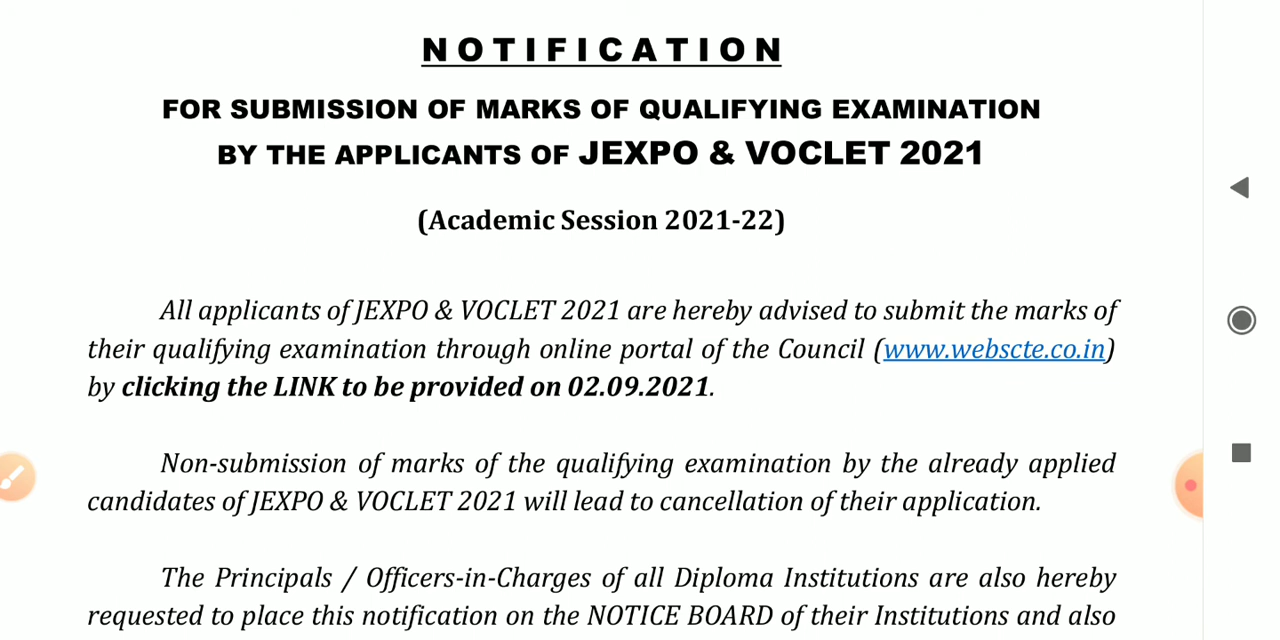 NOTIFICATION
FOR SUBMISSION OF MARKS OF QUALIFYING EXAMINATION
BY THE APPLICANTS OF JEXPO & VOCLET 2021
(Academic Session 2021-22)
All applicants of JEXPO & VOCLET 2021 are hereby advised to submit the marks of
their qualifying examination through online portal of the Council (www.webscte.co.in)
by clicking the LINK to be provided on 02.09.2021.
Non-submission of marks of the qualifying examination by the already applied
candidates of JEXPO & VOCLET 2021 will lead to cancellation of their application.
The Principals / Officers-in-Charges of all Diploma Institutions are also hereby
requested to place this notification on the NOTICE BOARD of their Institutions and also